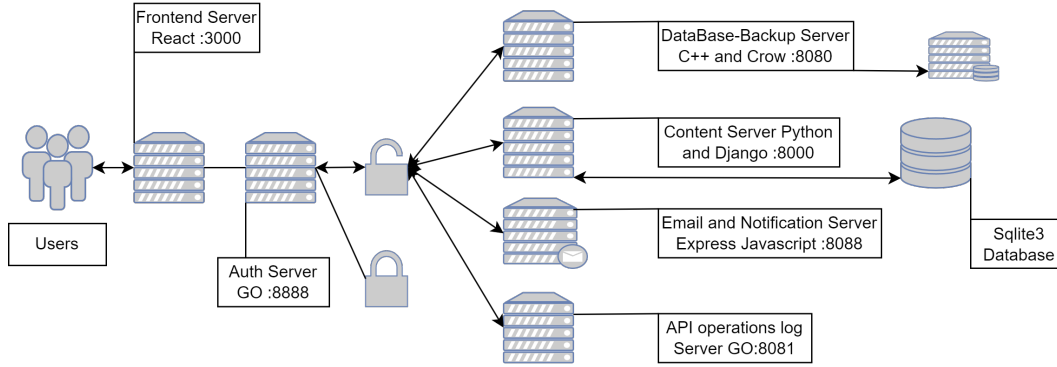 Frontend Server
React :3000
DataBase-Backup Server
C++ and Crow :8080
Content Server Python
and Django :8000
Users
Auth Server
GO :8888
Email and Notification Server
Express Javascript :8088
Sqlite3
Database
API operations log
Server GO:8081